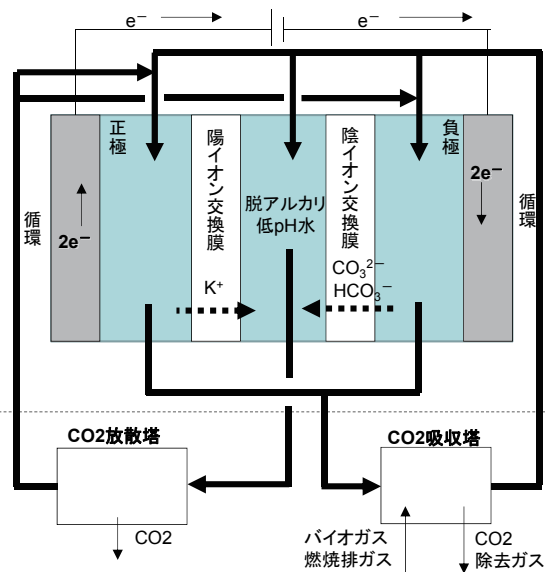 e⁻
e⁻
正極
陽イオン交換膜
陰イオン交換膜
負極
循環
2e⁻
脱アルカリ
低pH水
2e⁻
循環
K⁺
CO₃²⁻
HCO₃⁻
CO2放散塔
CO2吸収塔
CO2
バイオガス
燃焼排ガス
CO2
除去ガス